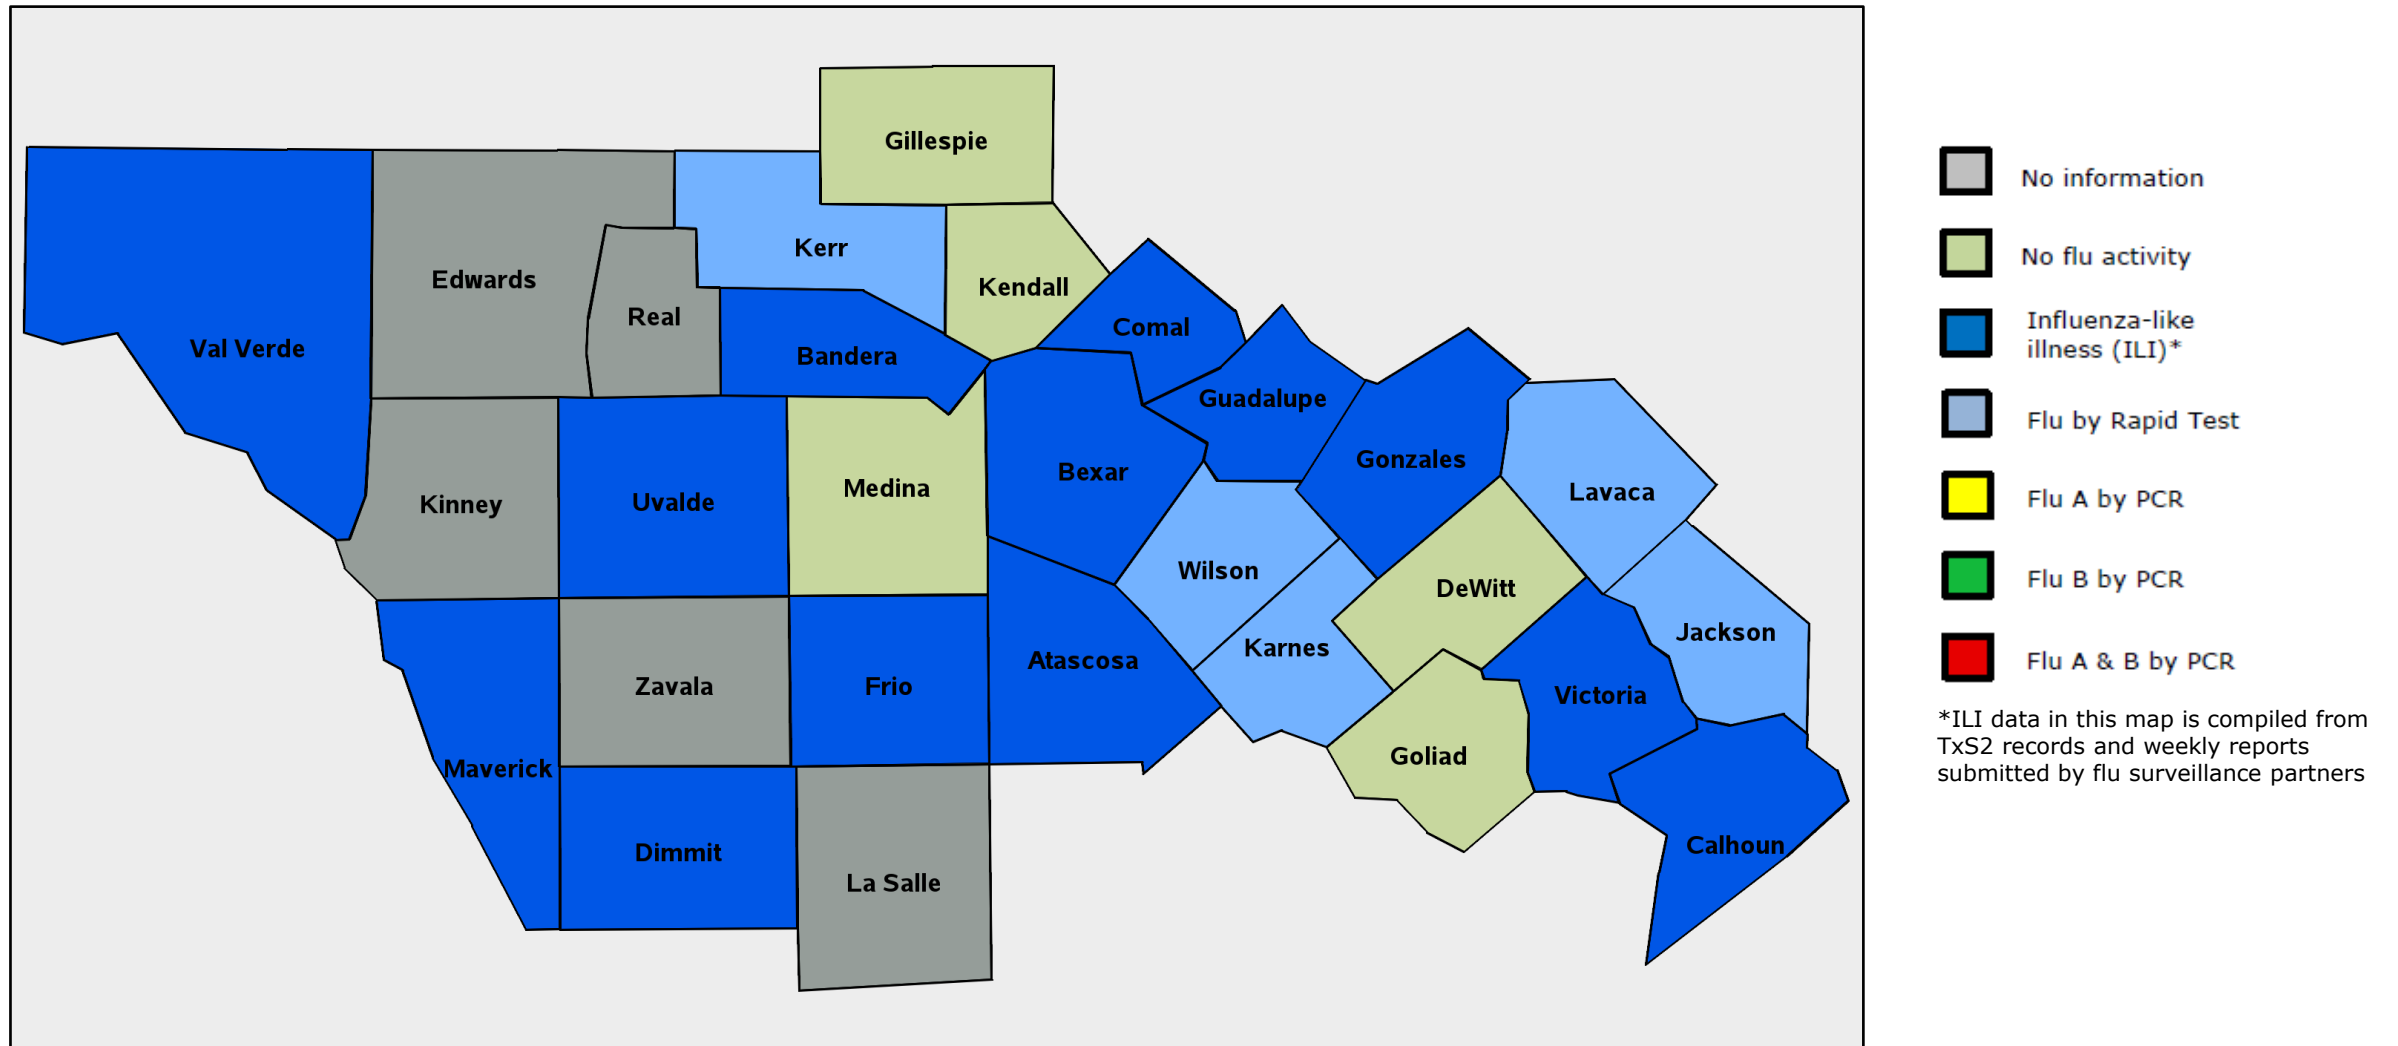 Gillespie
Kerr
Edwards
Kendall
Real
Comal
Val Verde
Bandera
Guadalupe
Gonzales
Bexar
Medina
Lavaca
Uvalde
Kinney
Wilson
DeWitt
Jackson
Karnes
Atascosa
Zavala
Frio
Victoria
Goliad
Maverick
Calhoun
Dimmit
La Salle
No information
No flu activity
Influenza-like
illness (ILI)*
Flu by Rapid Test
Flu A by PCR
Flu B by PCR
Flu A & B by PCR
*ILI data in this map is compiled from
TxS2 records and weekly reports
submitted by flu surveillance partners